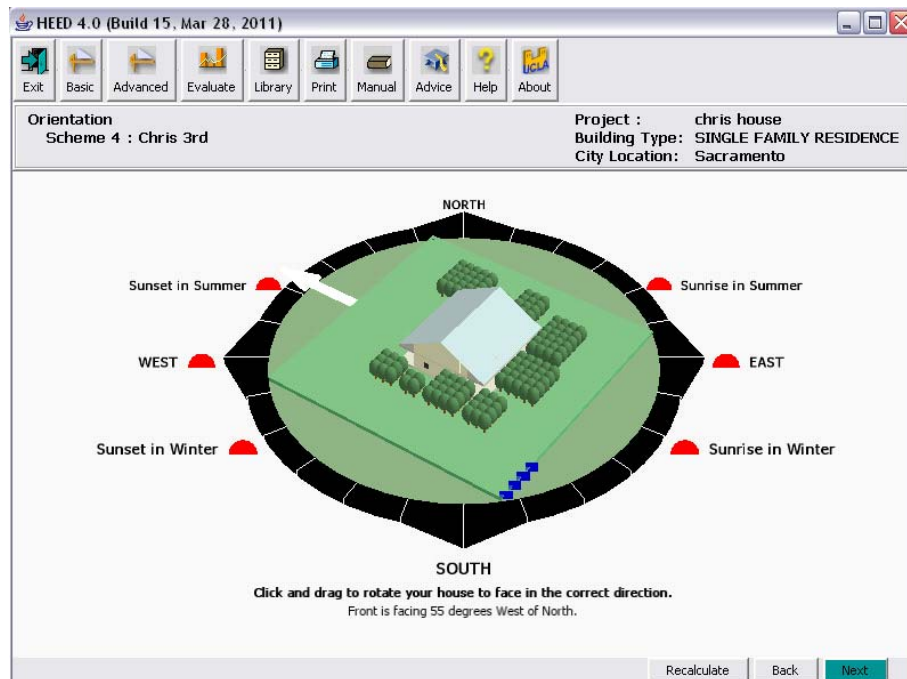 HEED 4.0 (Build 15, Mar 28, 2011)
Exit Basic Advanced Evaluate Library Print Manual Advice Help About
UCLA
Orientation
Scheme 4 : Chris 3rd
Project : chris house
Building Type: SINGLE FAMILY RESIDENCE
City Location: Sacramento
NORTH
Sunset in Summer
Sunrise in Summer
WEST
EAST
Sunset in Winter
Sunrise in Winter
SOUTH
Click and drag to rotate your house to face in the correct direction.
Front is facing 55 degrees West of North.
Recalculate Back Next